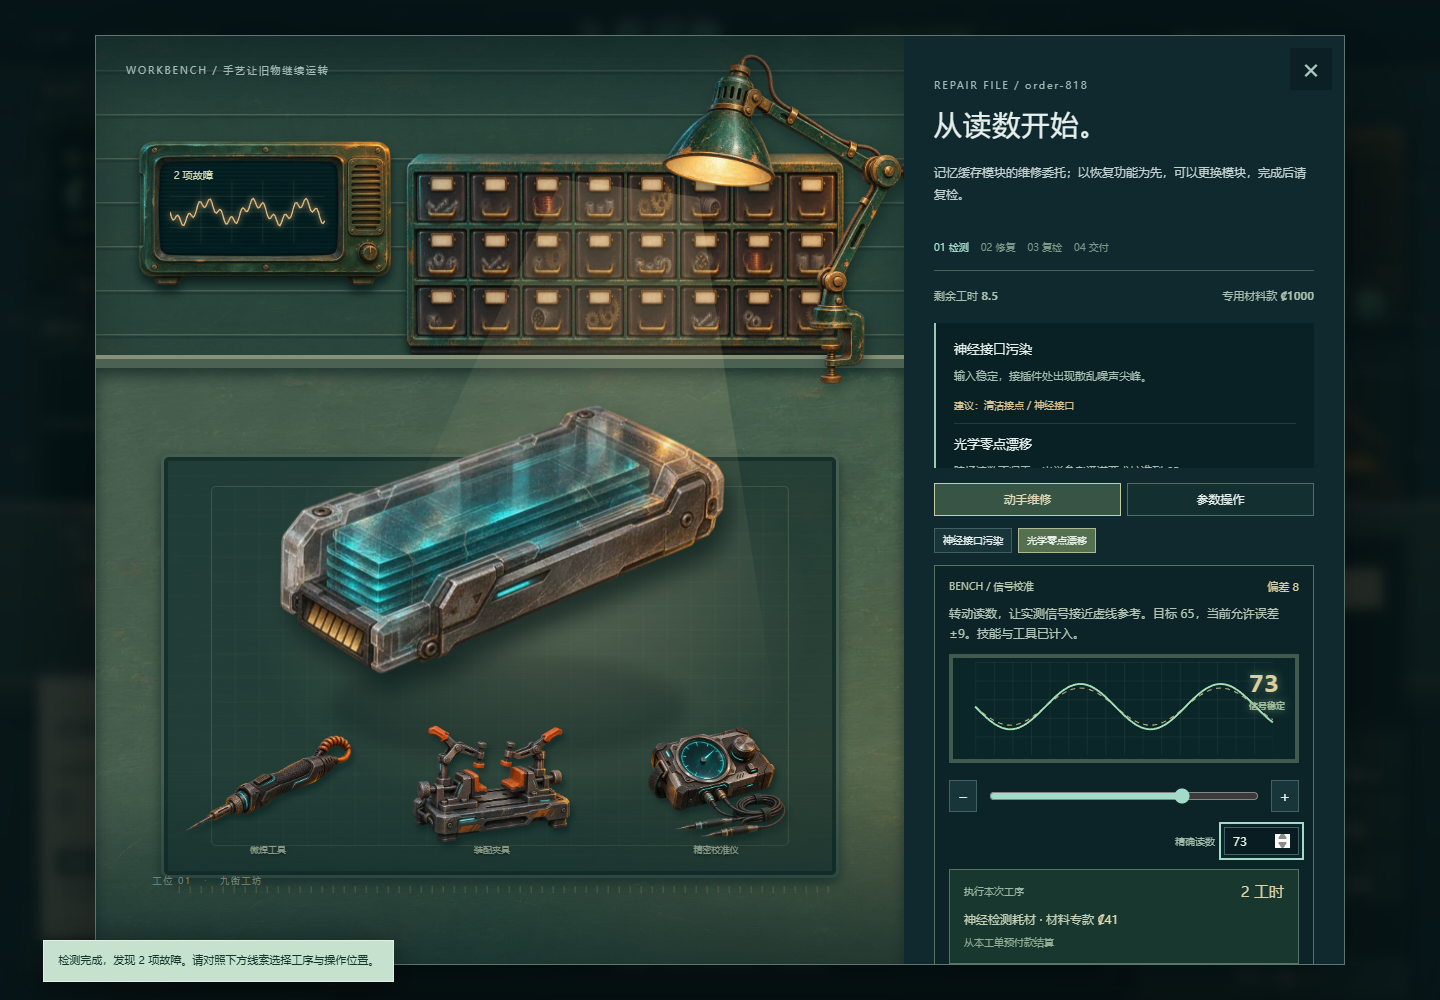 WORKBENCH / 手艺让旧物继续运转
2 项故障
微焊工具
装配夹具
精密校准仪
工位 01 · 九衔工坊
检测完成，发现 2 项故障。请对照下方线索选择工序与操作位置。
×
REPAIR FILE / order-818
从读数开始。
记忆缓存模块的维修委托；以恢复功能为先，可以更换模块，完成后请
复检。
01 检测 02 修复 03 复检 04 交付
剩余工时 8.5 专用材料款 ₡1000
神经接口污染
输入稳定，接插件处出现散乱噪声尖峰。
建议：清洁接点 / 神经接口
光学零点漂移
动手维修 参数操作
神经接口污染 光学零点漂移
BENCH / 信号校准 偏差 8
转动读数，让实测信号接近虚线参考。目标 65，当前允许误差
±9。技能与工具已计入。
73
信号稳定
− +
精确读数 73
执行本次工序 2 工时
神经检测耗材 · 材料专款 ₡41
从本工单预付款结算